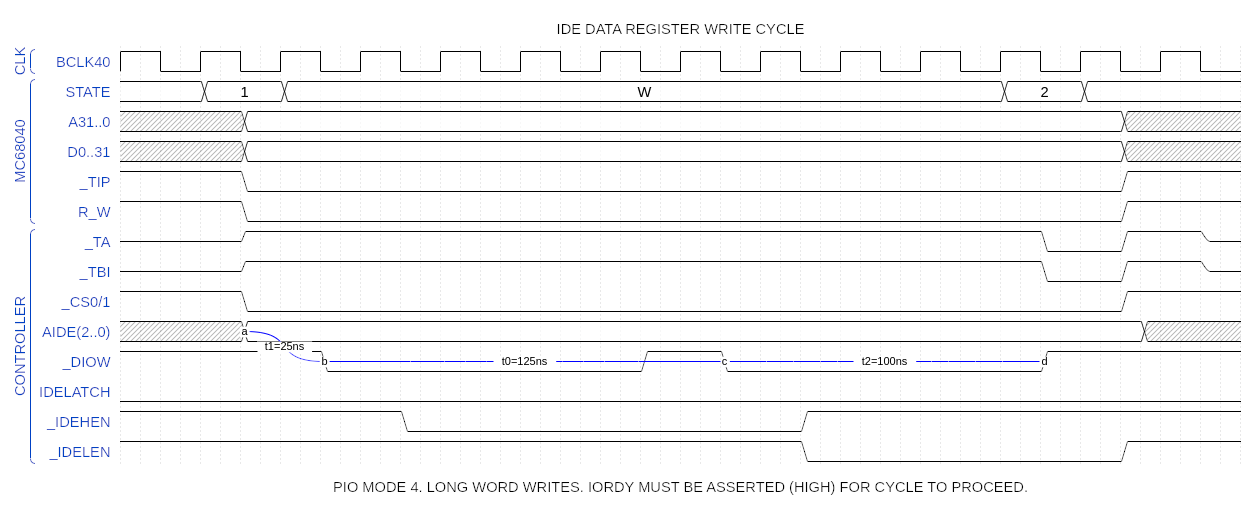 IDE DATA REGISTER WRITE CYCLE
CLK
BCLK40
MC68040
STATE 1 W 2
A31..0
D0..31
_TIP
R_W
CONTROLLER
_TA
_TBI
_CS0/1
AIDE(2..0) a
t1=25ns
_DIOW b t0=125ns c t2=100ns d
IDELATCH
_IDEHEN
_IDELEN
PIO MODE 4. LONG WORD WRITES. IORDY MUST BE ASSERTED (HIGH) FOR CYCLE TO PROCEED.